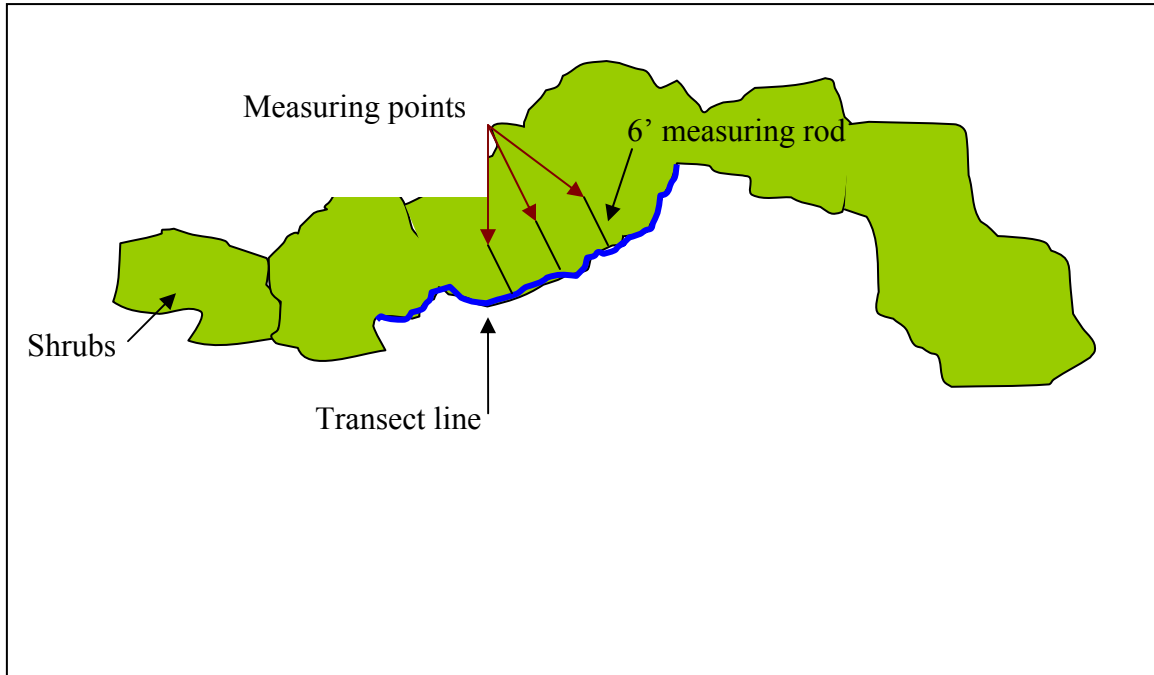 Measuring points
6’ measuring rod
Shrubs
Transect line